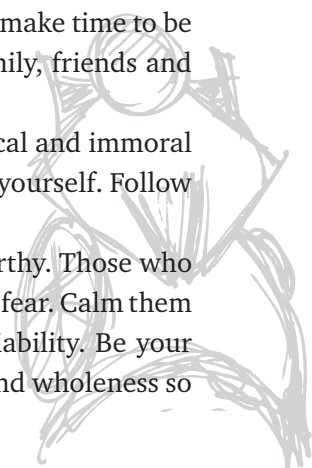 make time to be
nily, friends and
cal and immoral
yourself. Follow
rthy. Those who
fear. Calm them
iability. Be your
nd wholeness so